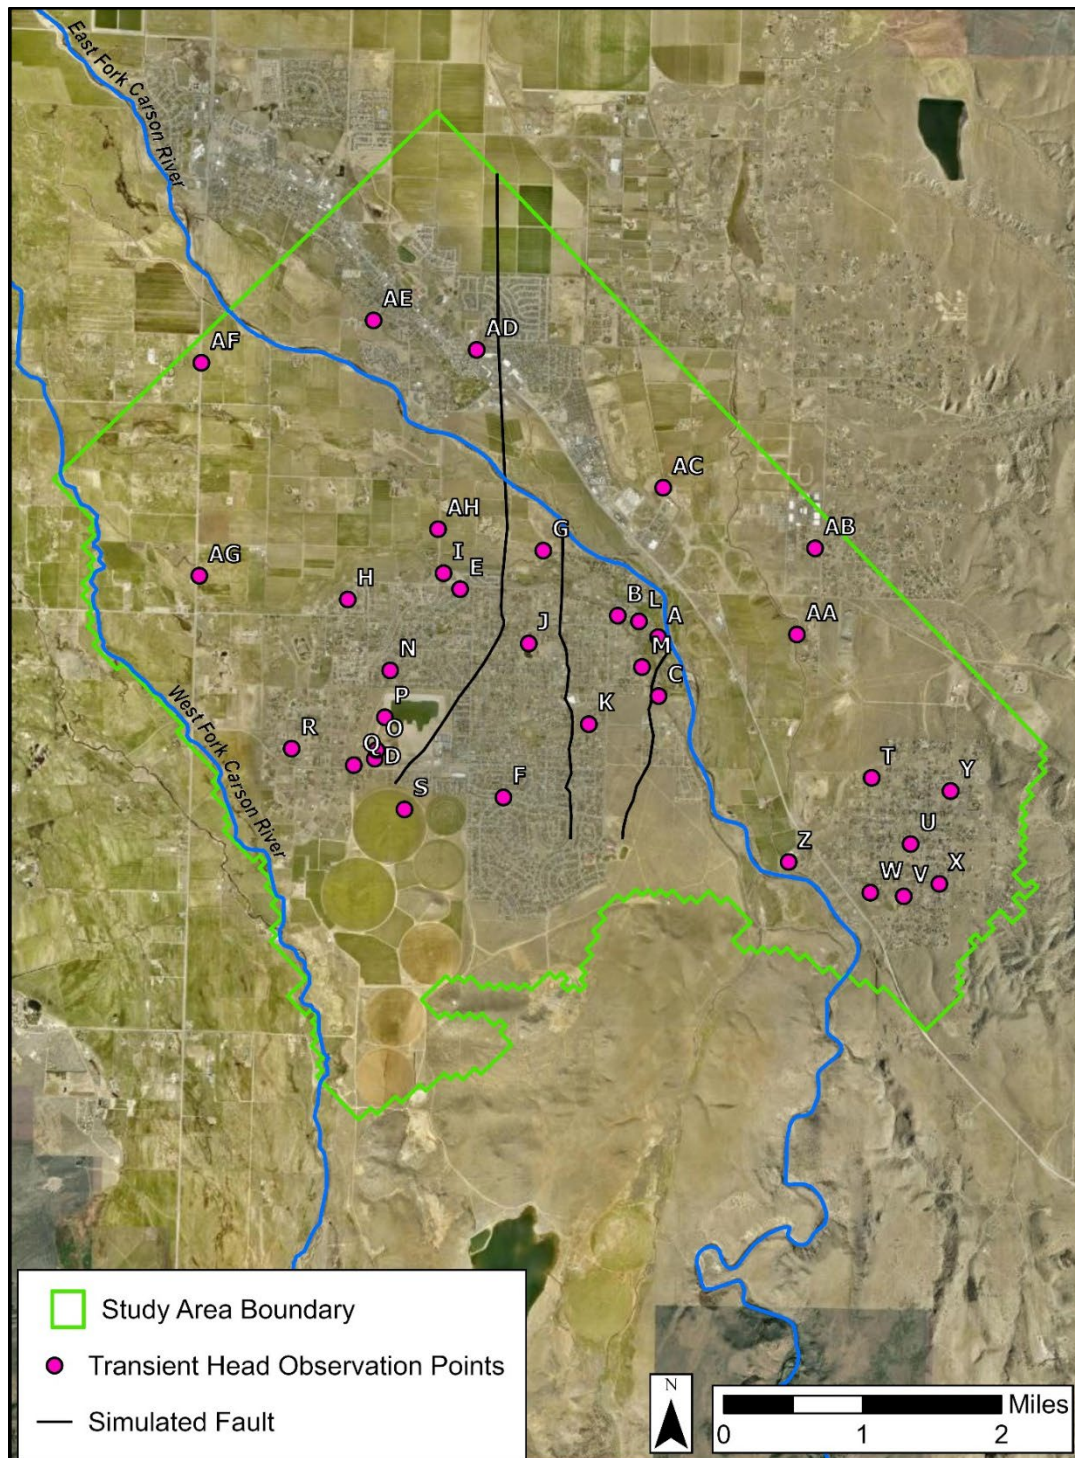 East Fork Carson River
AE
AD
AF
AC
AH
G
AB
I
E
AG
H
B
L
A
AA
J
M
N
C
P
K
O
R
Q
D
T
Y
S
F
U
Z
W
V
X
West Fork Carson River
Study Area Boundary
Transient Head Observation Points
Simulated Fault
N
Miles
0 1 2